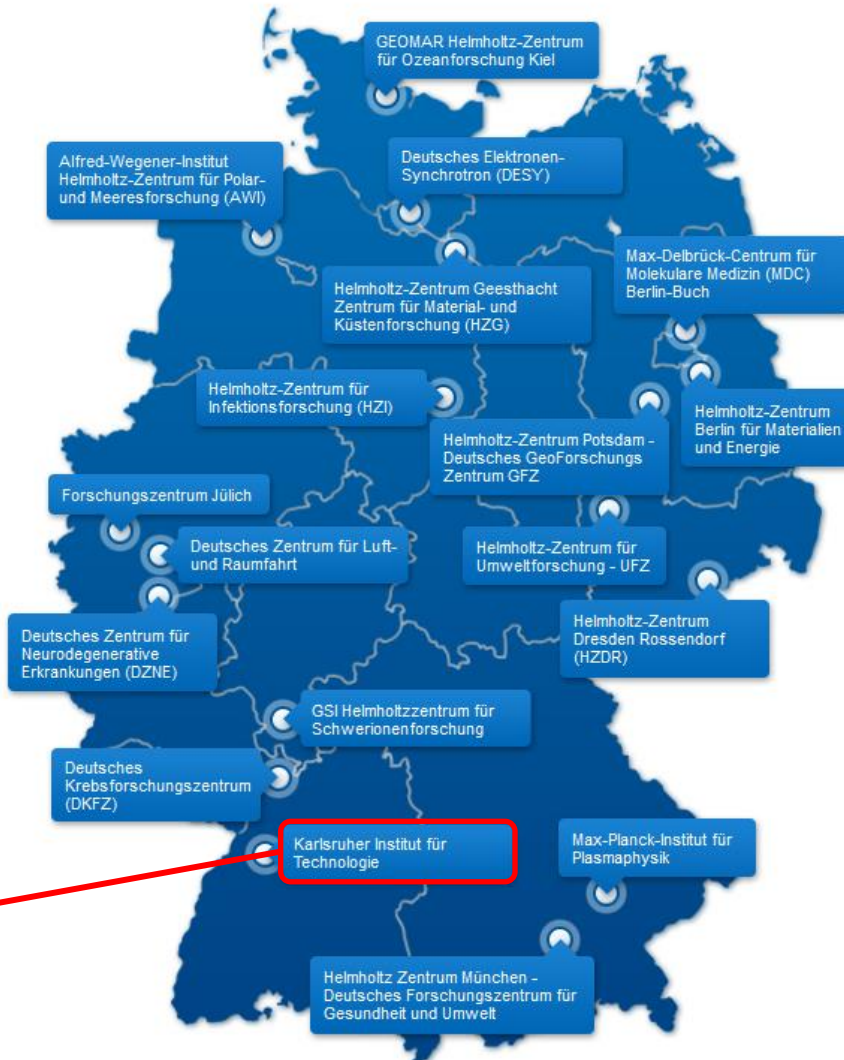 GEOMAR Helmholtz-Zentrum
für Ozeanforschung Kiel
Alfred-Wegener-Institut
Helmholtz-Zentrum für Polar-
und Meeresforschung (AWI)
Deutsches Elektronen-
Synchrotron (DESY)
Max-Delbrück-Centrum für
Molekulare Medizin (MDC)
Berlin-Buch
Helmholtz-Zentrum Geesthacht
Zentrum für Material- und
Küstenforschung (HZG)
Helmholtz-Zentrum für
Infektionsforschung (HZI)
Helmholtz-Zentrum
Berlin für Materialien
und Energie
Helmholtz-Zentrum Potsdam -
Deutsches GeoForschungs
Zentrum GFZ
Forschungszentrum Jülich
Deutsches Zentrum für Luft-
und Raumfahrt
Helmholtz-Zentrum für
Umweltforschung - UFZ
Helmholtz-Zentrum
Dresden Rossendorf
(HZDR)
Deutsches Zentrum für
Neurodegenerative
Erkrankungen (DZNE)
GSI Helmholtzzentrum für
Schwerionenforschung
Deutsches
Krebsforschungszentrum
(DKFZ)
Karlsruher Institut für
Technologie
Max-Planck-Institut für
Plasmaphysik
Helmholtz Zentrum München -
Deutsches Forschungszentrum für
Gesundheit und Umwelt